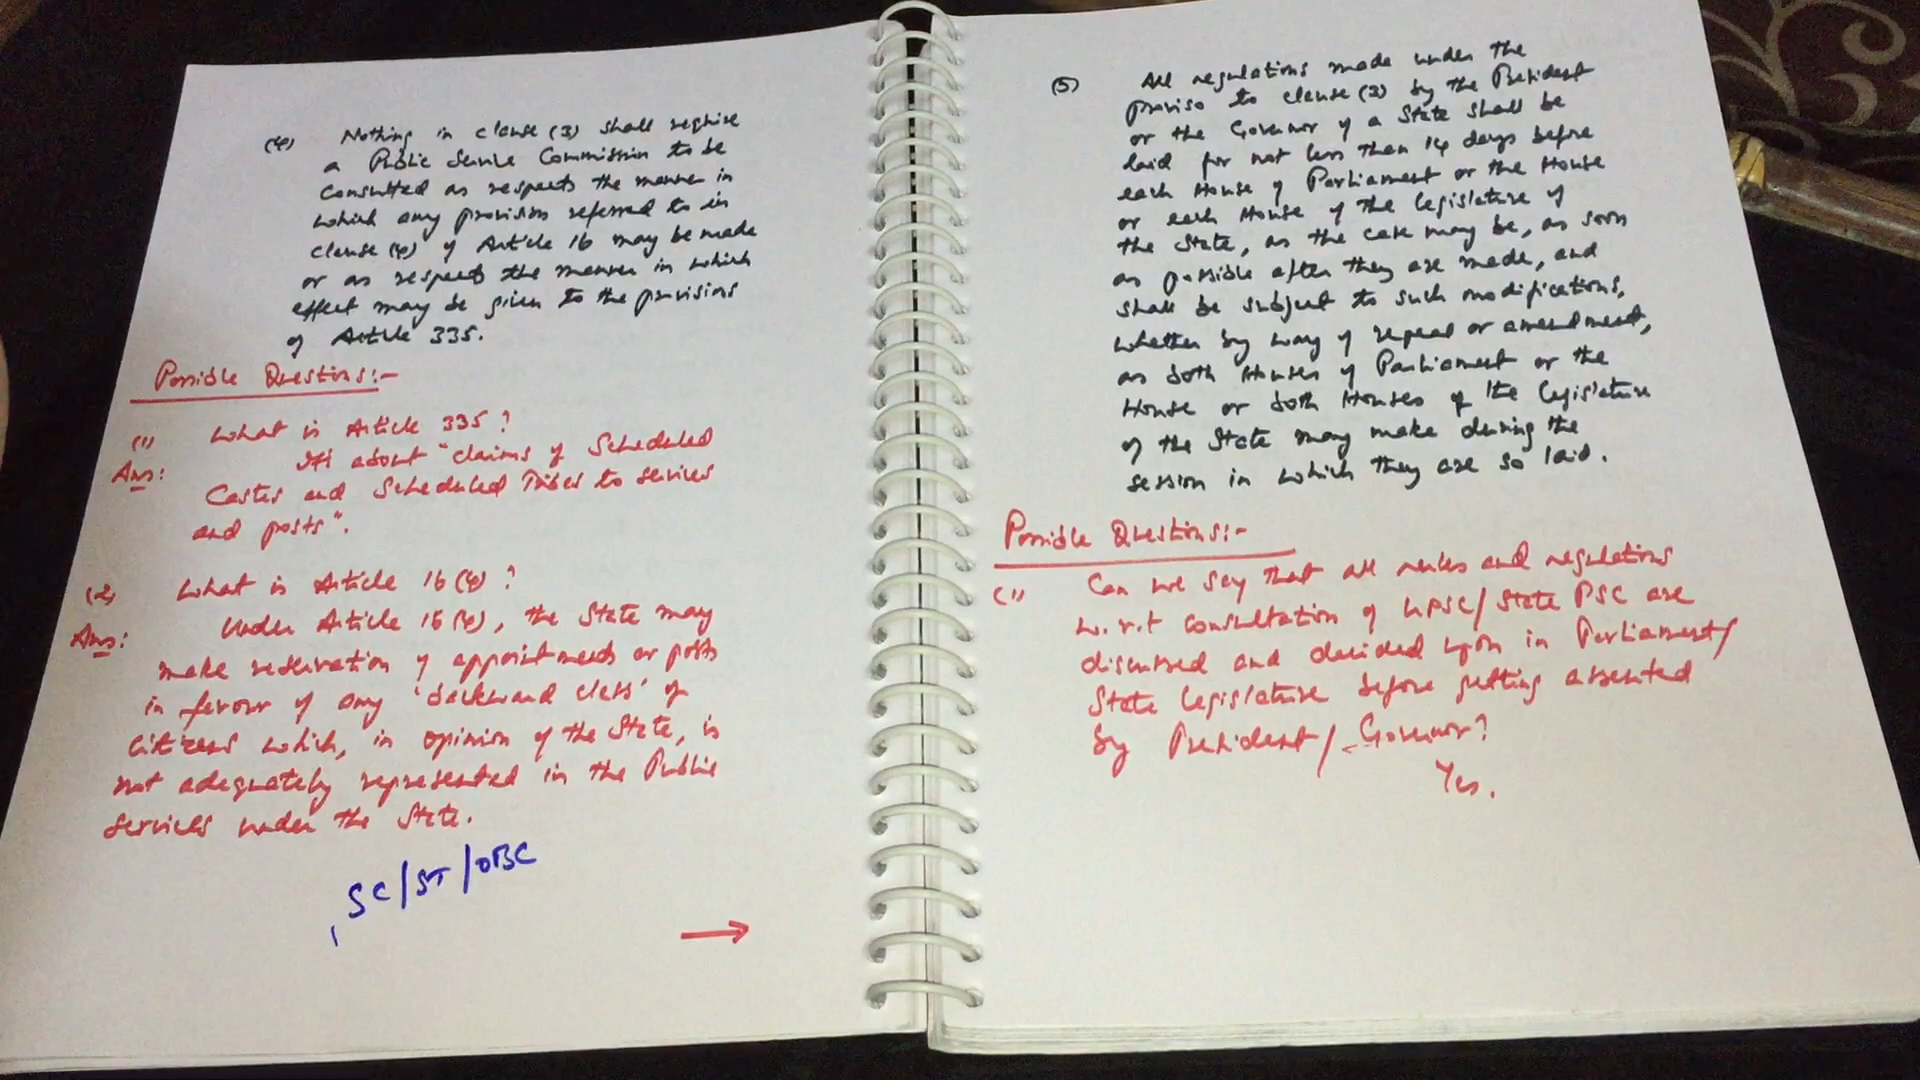 (4) Nothing in clause (3) shall require
a Public Service Commission to be
consulted as respects the manner in
which any provision referred to in
clause (4) of Article 16 may be made
or as respects the manner in which
effect may be given to the provisions
of Article 335.
Possible Questions:-
(1) What is Article 335?
Ans: It's about "claims of Scheduled
Castes and Scheduled Tribes to services
and posts".
(2) What is Article 16(4)?
Ans: Under Article 16(4), the State may
make reservation of appointments or posts
in favour of any 'backward class' of
citizens which, in opinion of the State, is
not adequately represented in the Public
Services under the State.
SC/ST/OBC
→
(5) All regulations made under the
proviso to clause (3) by the President
or the Governor of a State shall be
laid for not less than 14 days before
each House of Parliament or the House
or each House of the legislature of
the State, as the case may be, as soon
as possible after they are made, and
shall be subject to such modifications,
whether by way of repeal or amendment,
as both Houses of Parliament or the
House or both Houses of the legislature
of the State may make during the
session in which they are so laid.
Possible Questions:-
(1) Can we say that all rules and regulations
w.r.t consultation of UPSC/State PSC are
discussed and decided upon in Parliament/
State legislature before getting assented
by President/Governor?
Yes.